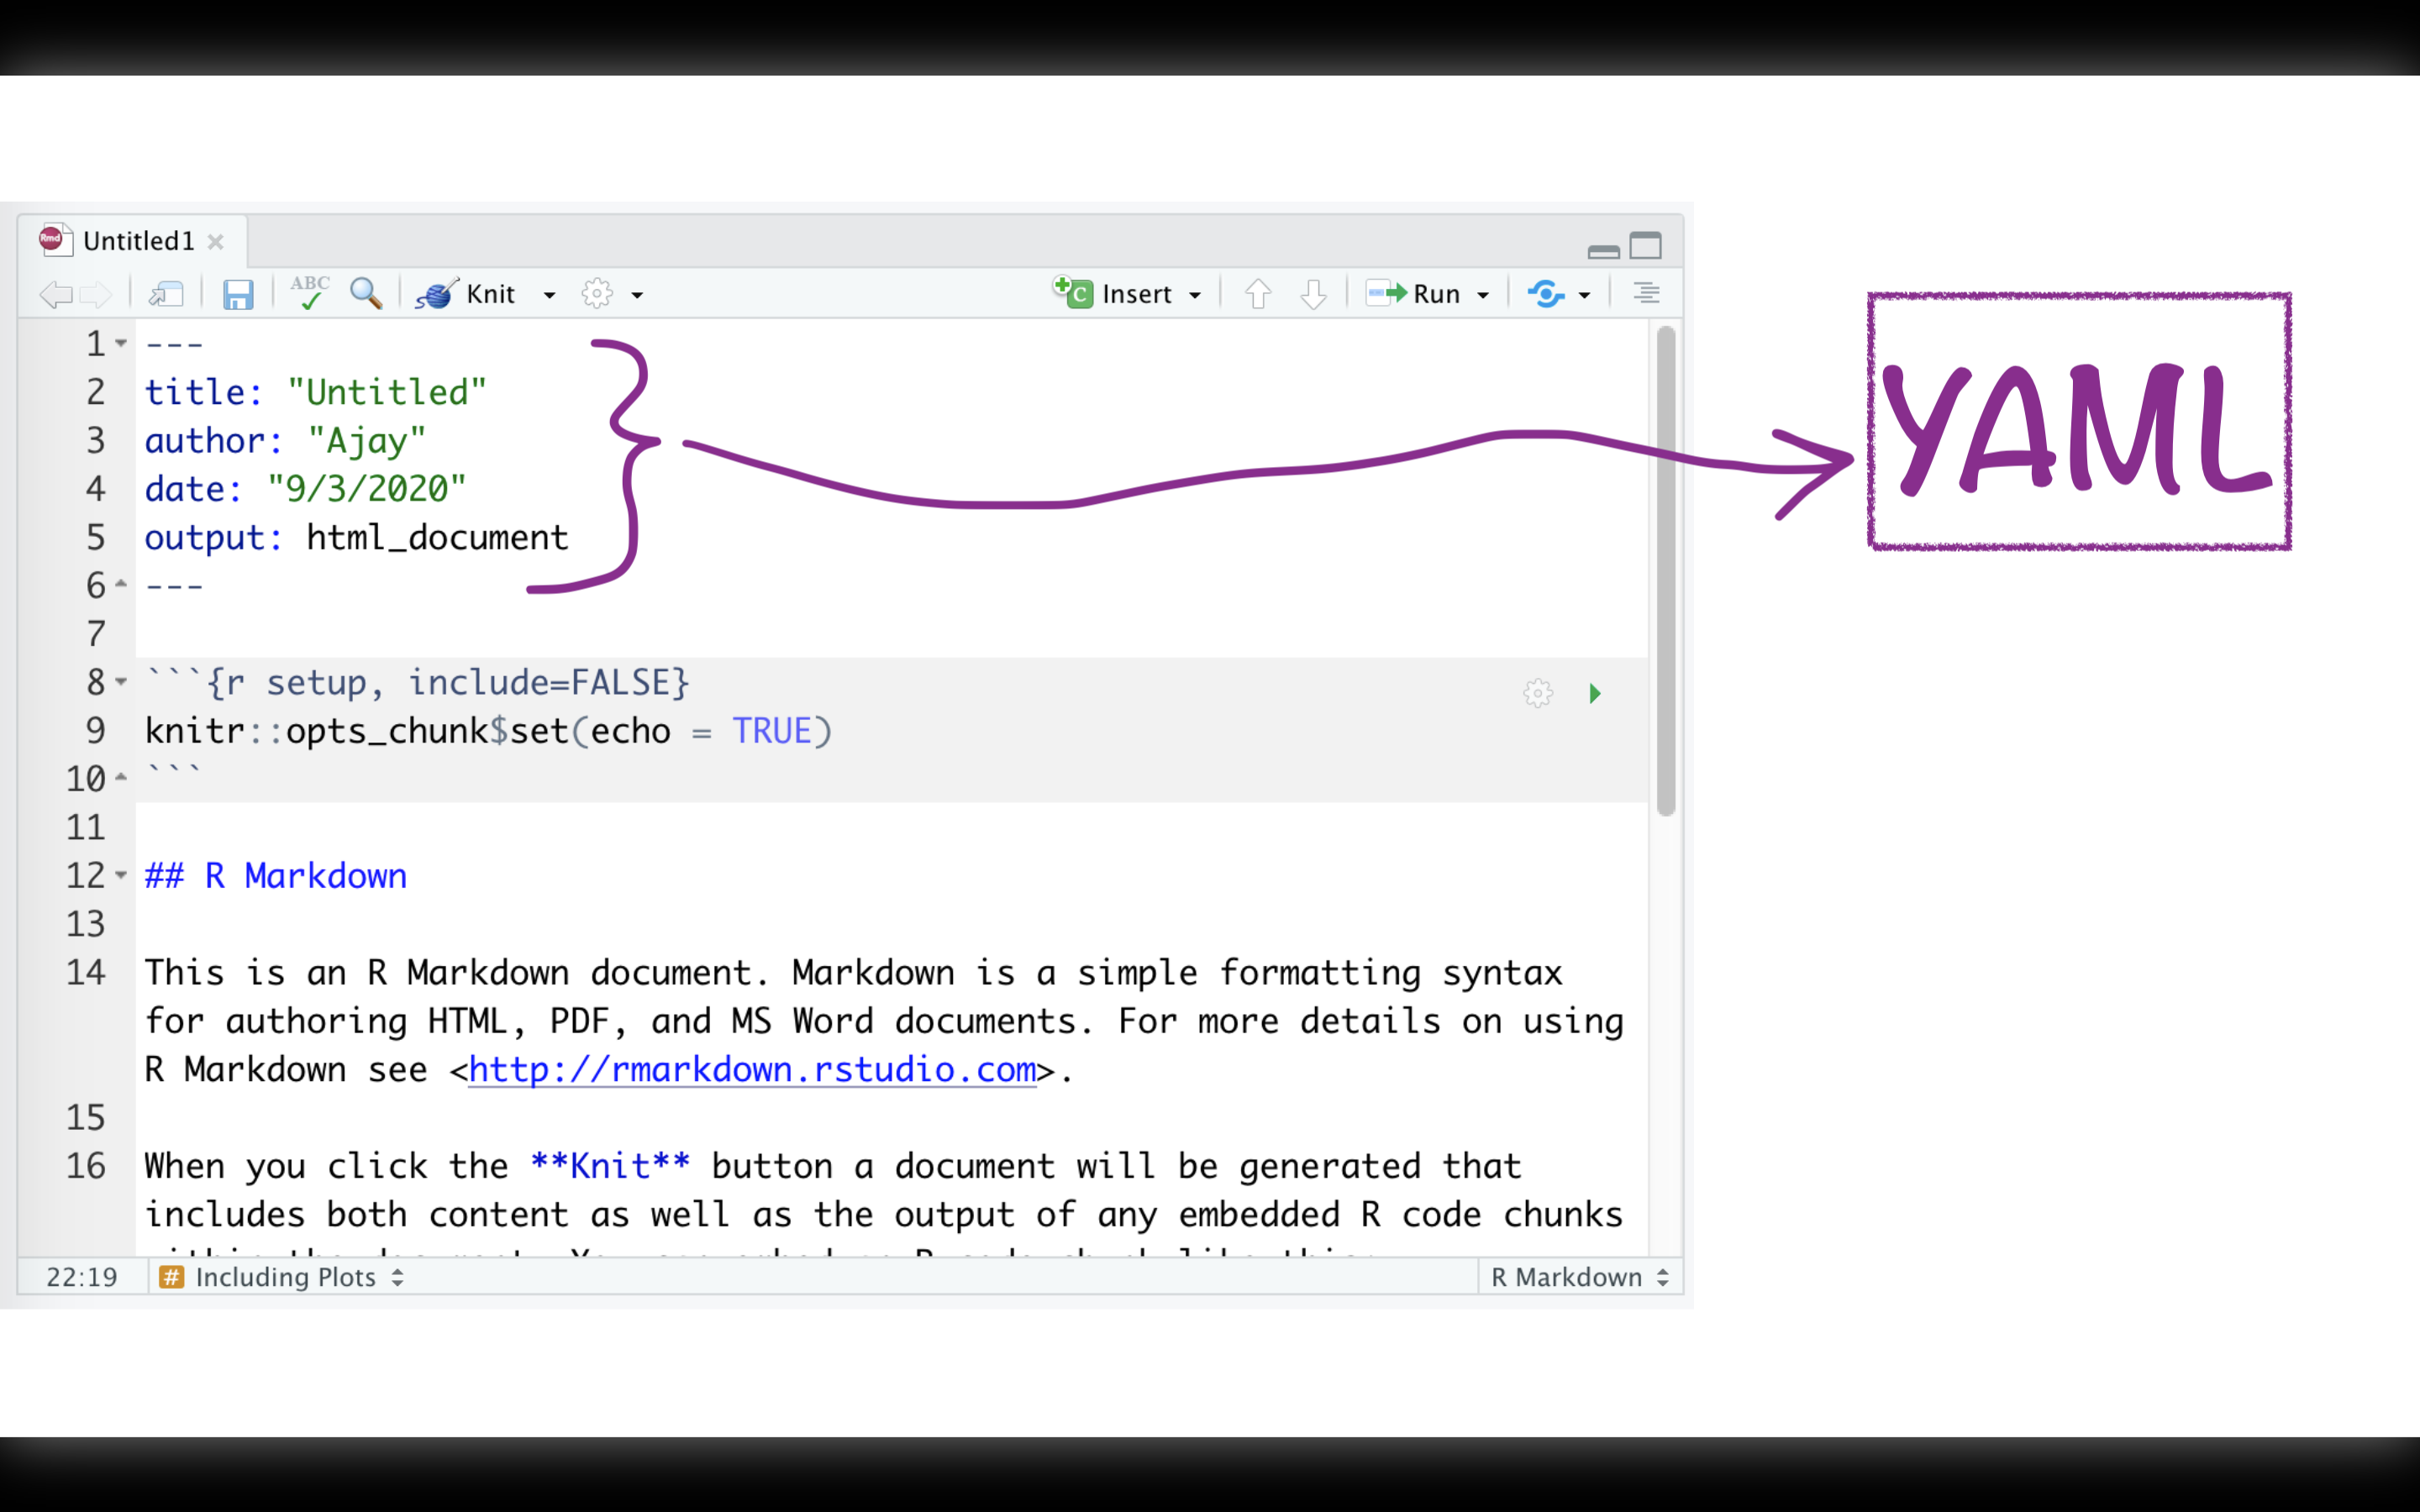 Untitled1
ABC
Knit
Insert
Run
1 ---
2 title: "Untitled"
3 author: "Ajay"
4 date: "9/3/2020"
5 output: html_document
6 ---
7
8 ```{r setup, include=FALSE}
9 knitr::opts_chunk$set(echo = TRUE)
10 ```
11
12 ## R Markdown
13
14 This is an R Markdown document. Markdown is a simple formatting syntax
for authoring HTML, PDF, and MS Word documents. For more details on using
R Markdown see <http://rmarkdown.rstudio.com>.
15
16 When you click the **Knit** button a document will be generated that
includes both content as well as the output of any embedded R code chunks
22:19 # Including Plots
R Markdown
YAML